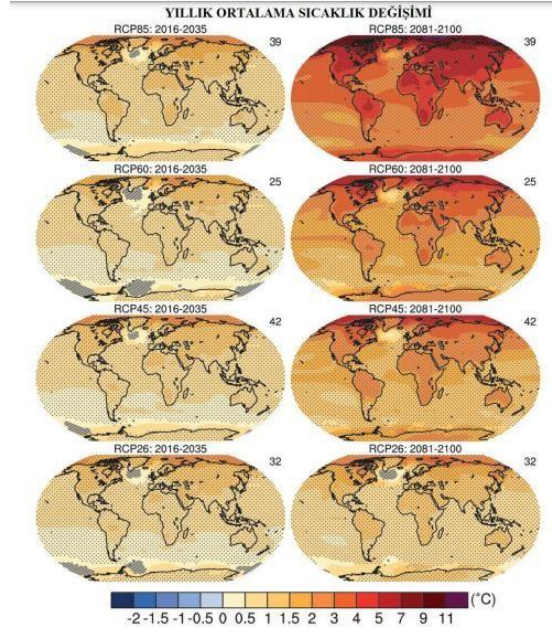 YILLIK ORTALAMA SICAKLIK DEĞİŞİMİ
RCP85: 2016-2035 39
RCP85: 2081-2100 39
RCP60: 2016-2035 25
RCP60: 2081-2100 25
RCP45: 2016-2035 42
RCP45: 2081-2100 42
RCP26: 2016-2035 32
RCP26: 2081-2100 32
(°C)
-2 -1.5 -1 -0.5 0 0.5 1 1.5 2 3 4 5 7 9 11